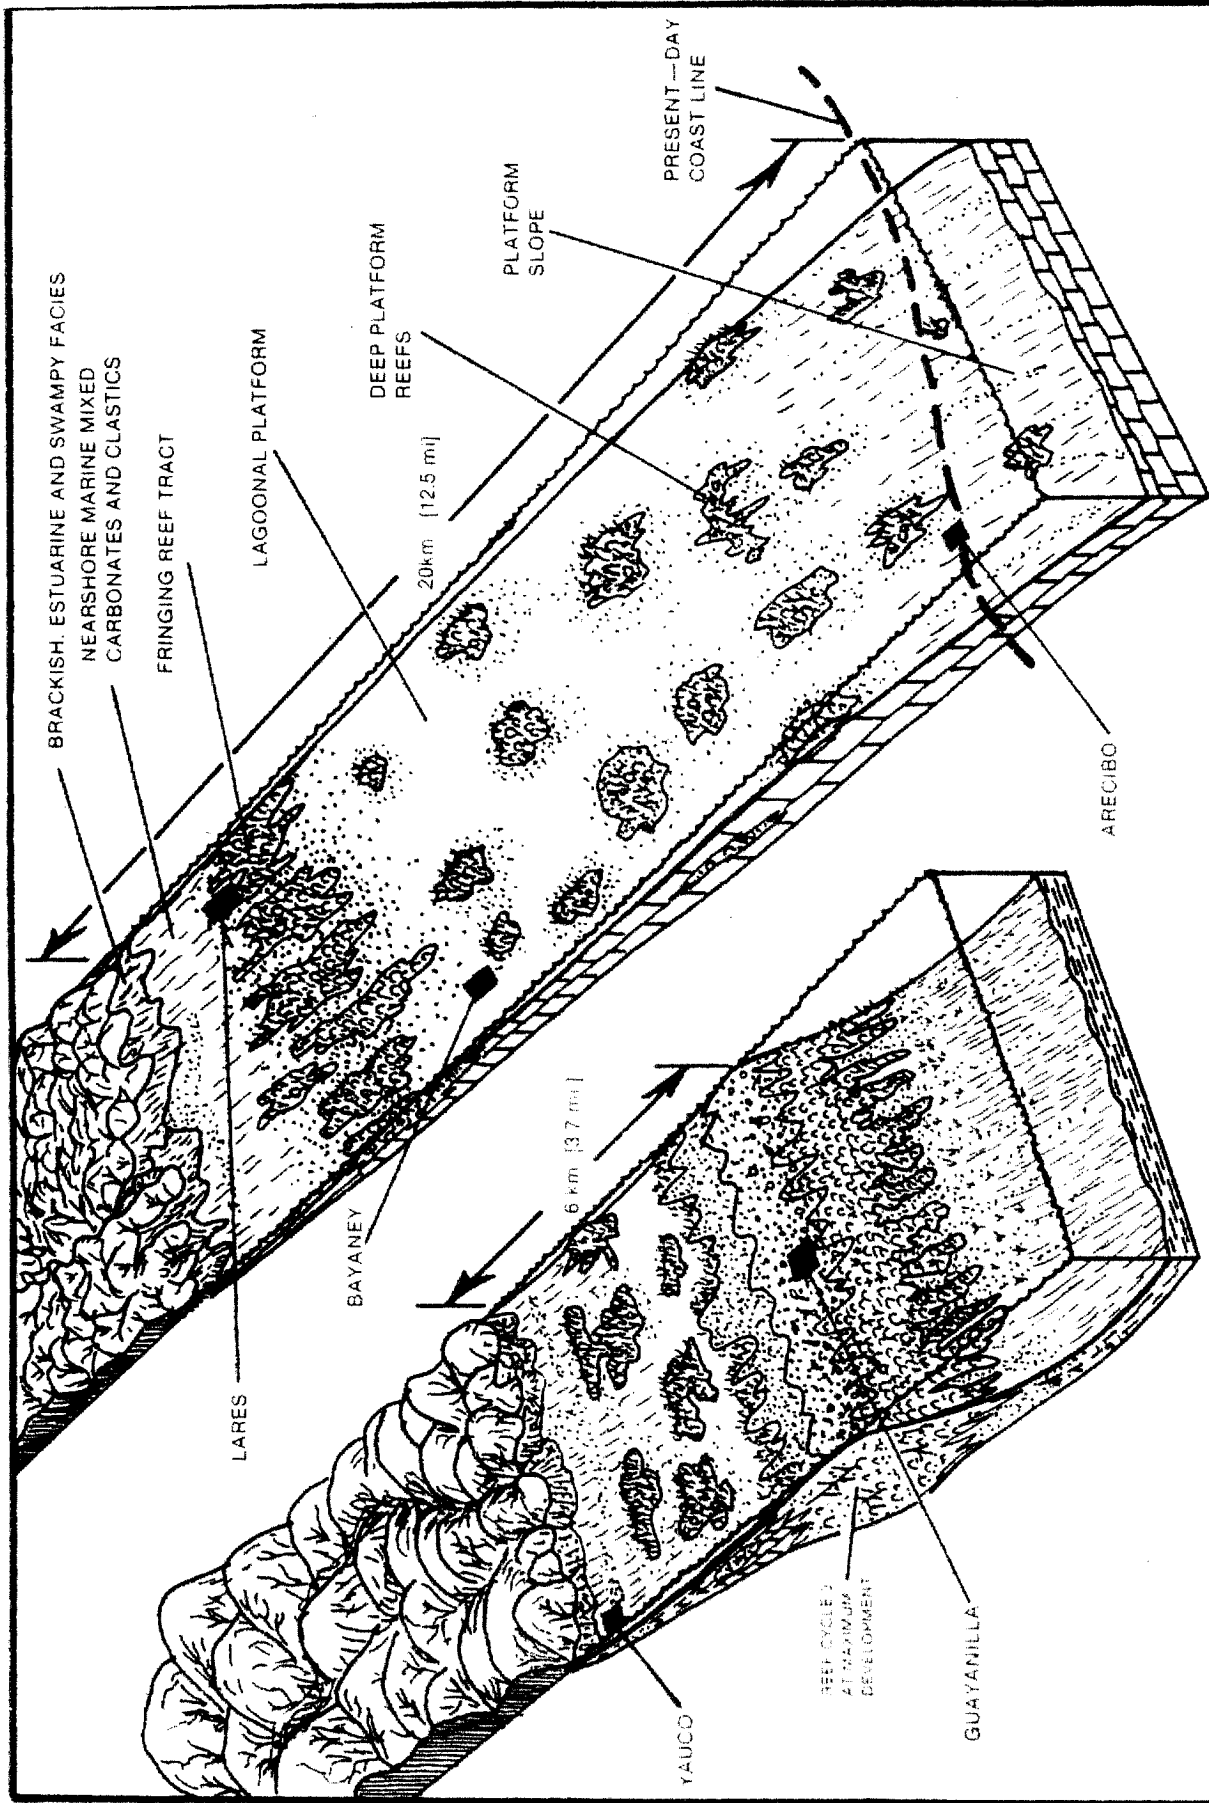 BRACKISH, ESTUARINE AND SWAMPY FACIES
NEARSHORE MARINE MIXED
CARBONATES AND CLASTICS
FRINGING REEF TRACT
LAGOONAL PLATFORM
20km [12.5 mi]
DEEP PLATFORM
REEFS
PLATFORM
SLOPE
PRESENT—DAY
COAST LINE
LARES
BAYANEY
ARECIBO
6 km [3.7 mi]
YAUCO
REEF CYCLE
AT MAXIMUM
DEVELOPMENT
GUAYANILLA